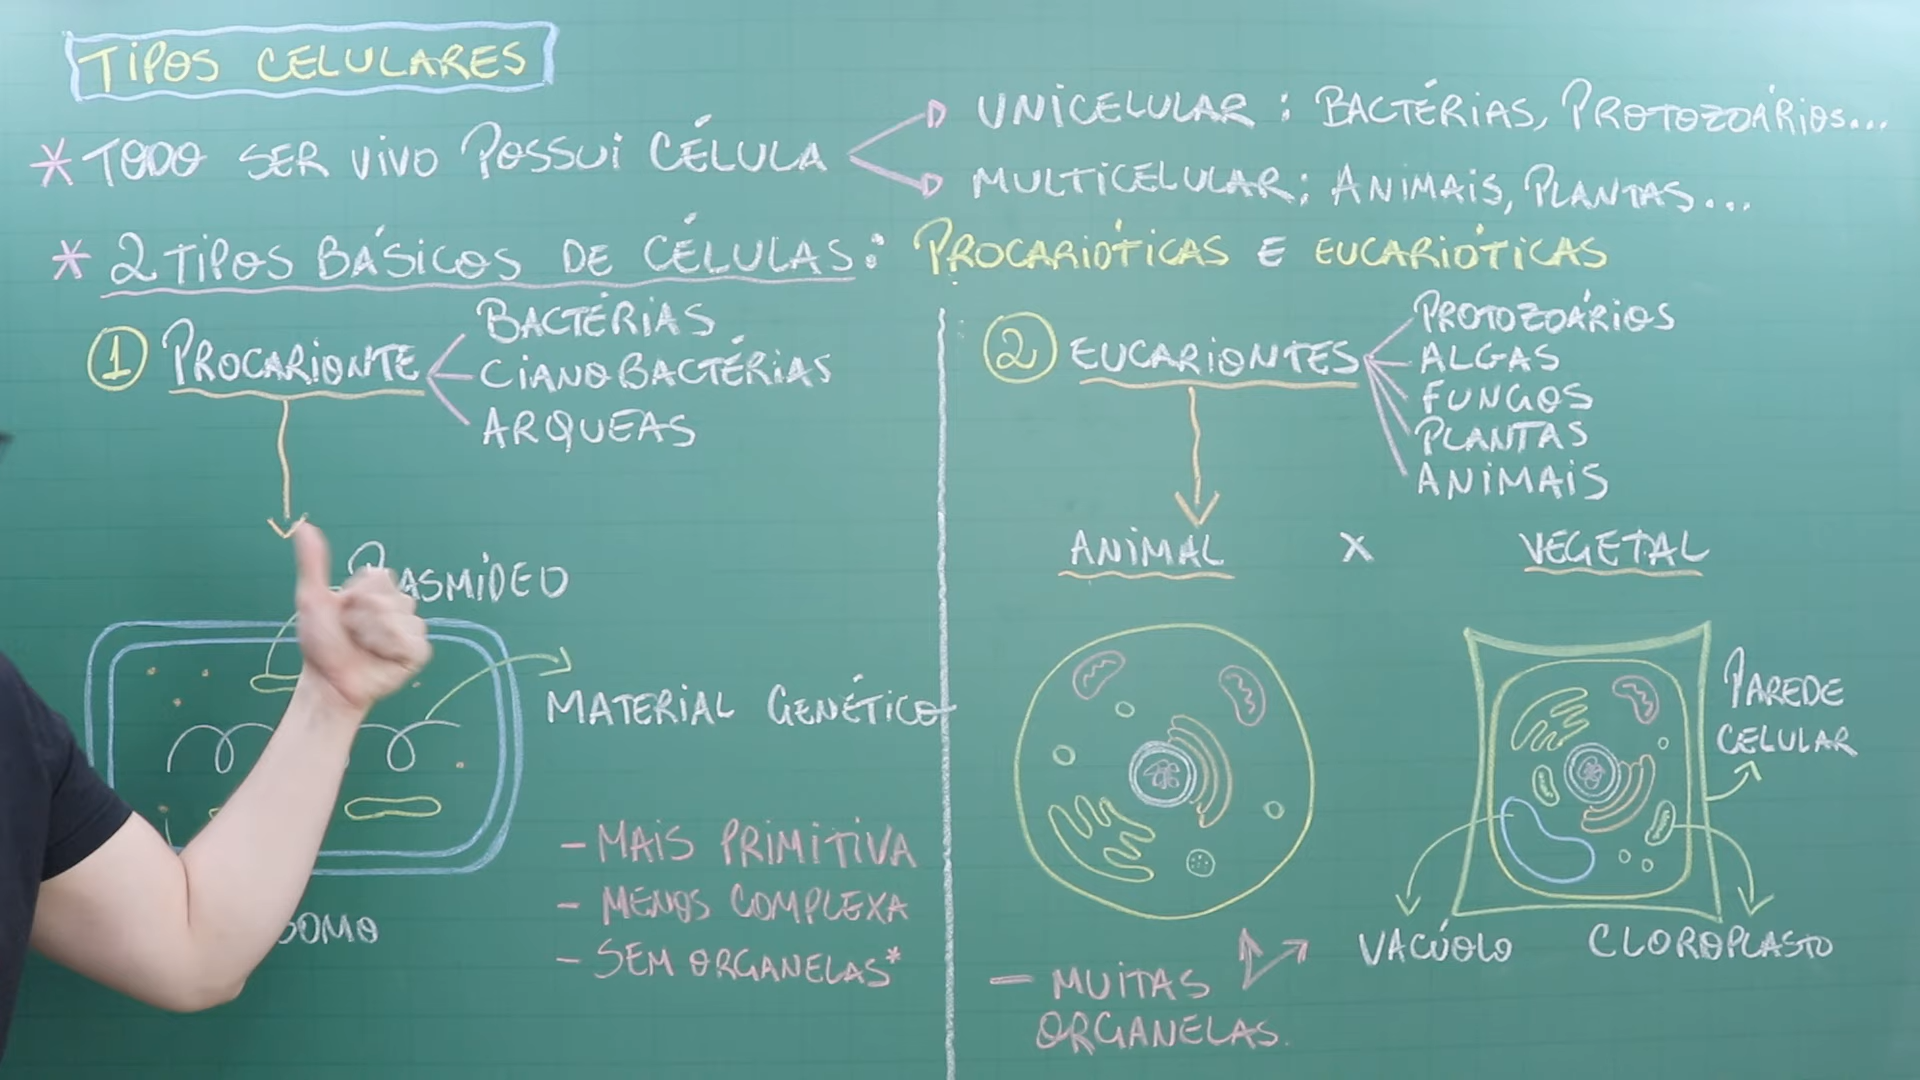 TIPOS CELULARES
* TODO SER VIVO POSSUI CÉLULA
UNICELULAR : BACTÉRIAS, PROTOZOÁRIOS...
MULTICELULAR: ANIMAIS, PLANTAS...
* 2 TIPOS BÁSICOS DE CÉLULAS: PROCARIÓTICAS E EUCARIÓTICAS
1 PROCARIONTE
BACTÉRIAS
CIANOBACTÉRIAS
ARQUEAS
PLASMÍDEO
MATERIAL GENÉTICO
- MAIS PRIMITIVA
- MENOS COMPLEXA
- SEM ORGANELAS*
2 EUCARIONTES
PROTOZOÁRIOS
ALGAS
FUNGOS
PLANTAS
ANIMAIS
ANIMAL X VEGETAL
PAREDE
CELULAR
VACÚOLO
CLOROPLASTO
- MUITAS
ORGANELAS.